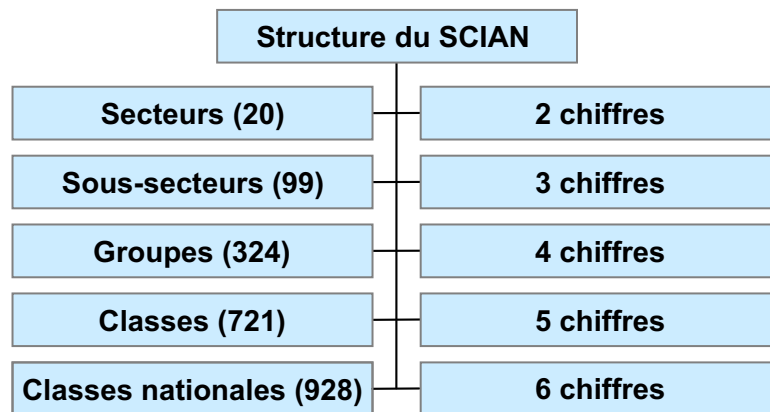 Structure du SCIAN
Secteurs (20)
2 chiffres
Sous-secteurs (99)
3 chiffres
Groupes (324)
4 chiffres
Classes (721)
5 chiffres
Classes nationales (928)
6 chiffres